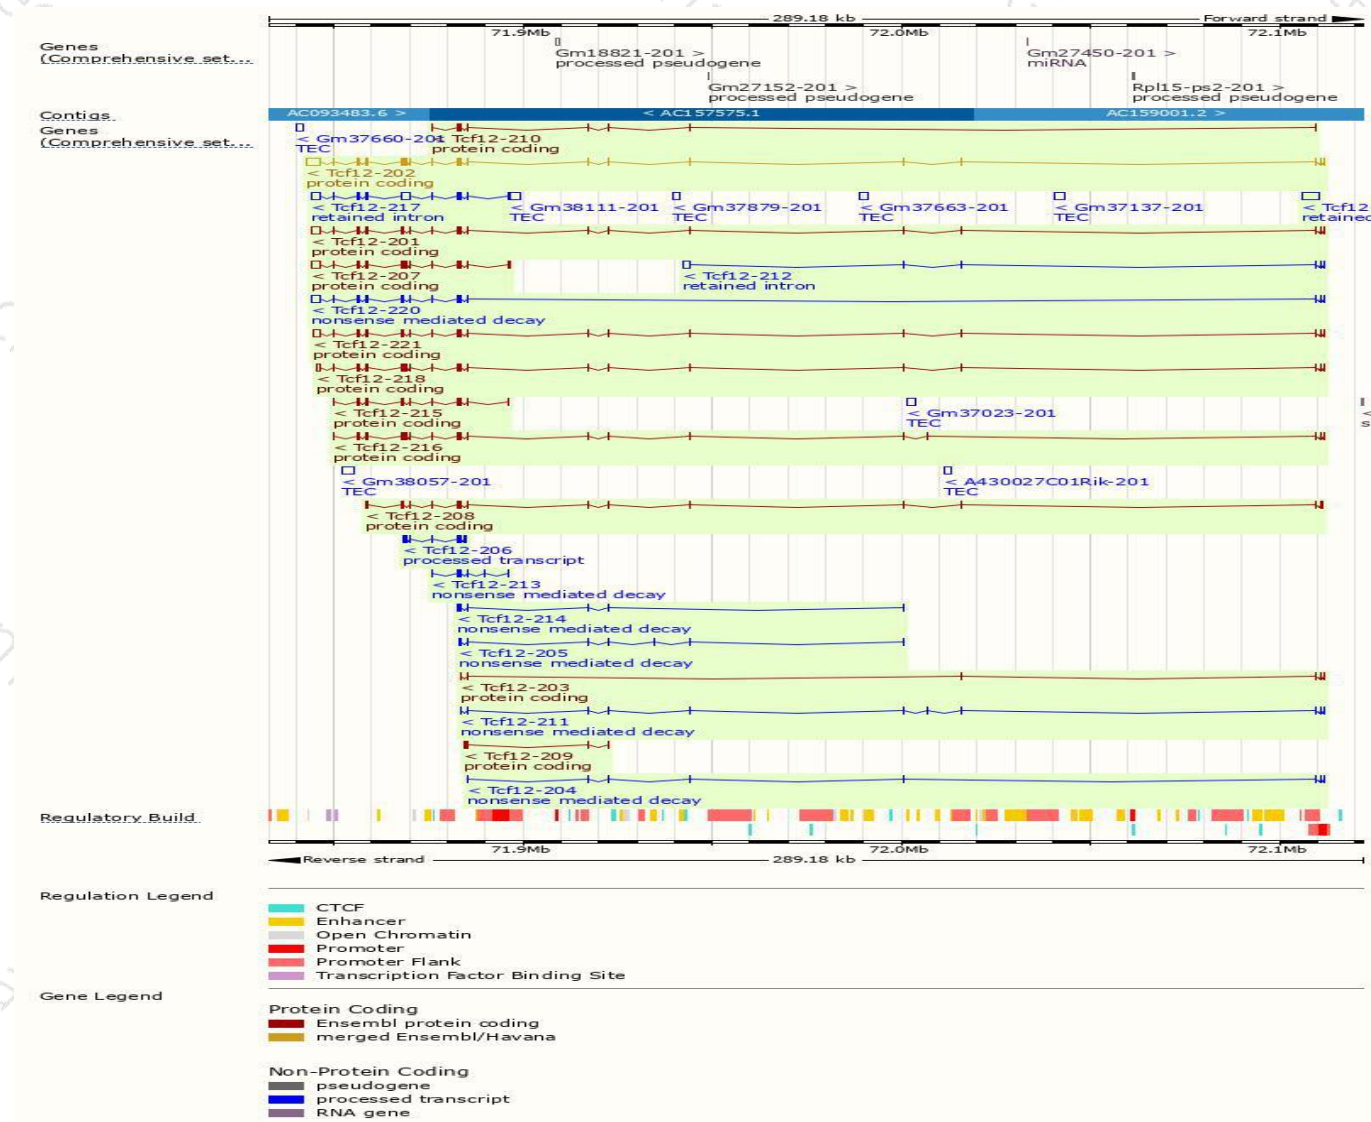 289.18 kb Forward strand
71.9Mb 72.0Mb 72.1Mb
Genes
(Comprehensive set...
Gm18821-201 >
processed pseudogene
Gm27450-201 >
miRNA
Gm27152-201 >
processed pseudogene
Rpl15-ps2-201 >
processed pseudogene
Contigs
AC093483.6 > < AC157575.1 AC159001.2 >
Genes
(Comprehensive set...
< Gm37660-201
TEC
< Tcf12-210
protein coding
< Tcf12-202
protein coding
< Tcf12-217
retained intron
< Gm38111-201
TEC
< Gm37879-201
TEC
< Gm37663-201
TEC
< Gm37137-201
TEC
< Tcf12
retained
< Tcf12-201
protein coding
< Tcf12-207
protein coding
< Tcf12-212
retained intron
< Tcf12-220
nonsense mediated decay
< Tcf12-221
protein coding
< Tcf12-218
protein coding
< Tcf12-215
protein coding
< Gm37023-201
TEC
<
s
< Tcf12-216
protein coding
< Gm38057-201
TEC
< A430027C01Rik-201
TEC
< Tcf12-208
protein coding
< Tcf12-206
processed transcript
< Tcf12-213
nonsense mediated decay
< Tcf12-214
nonsense mediated decay
< Tcf12-205
nonsense mediated decay
< Tcf12-203
protein coding
< Tcf12-211
nonsense mediated decay
< Tcf12-209
protein coding
< Tcf12-204
nonsense mediated decay
Regulatory Build
71.9Mb 72.0Mb 72.1Mb
Reverse strand 289.18 kb
Regulation Legend
CTCF
Enhancer
Open Chromatin
Promoter
Promoter Flank
Transcription Factor Binding Site
Gene Legend
Protein Coding
Ensembl protein coding
merged Ensembl/Havana
Non-Protein Coding
pseudogene
processed transcript
RNA gene